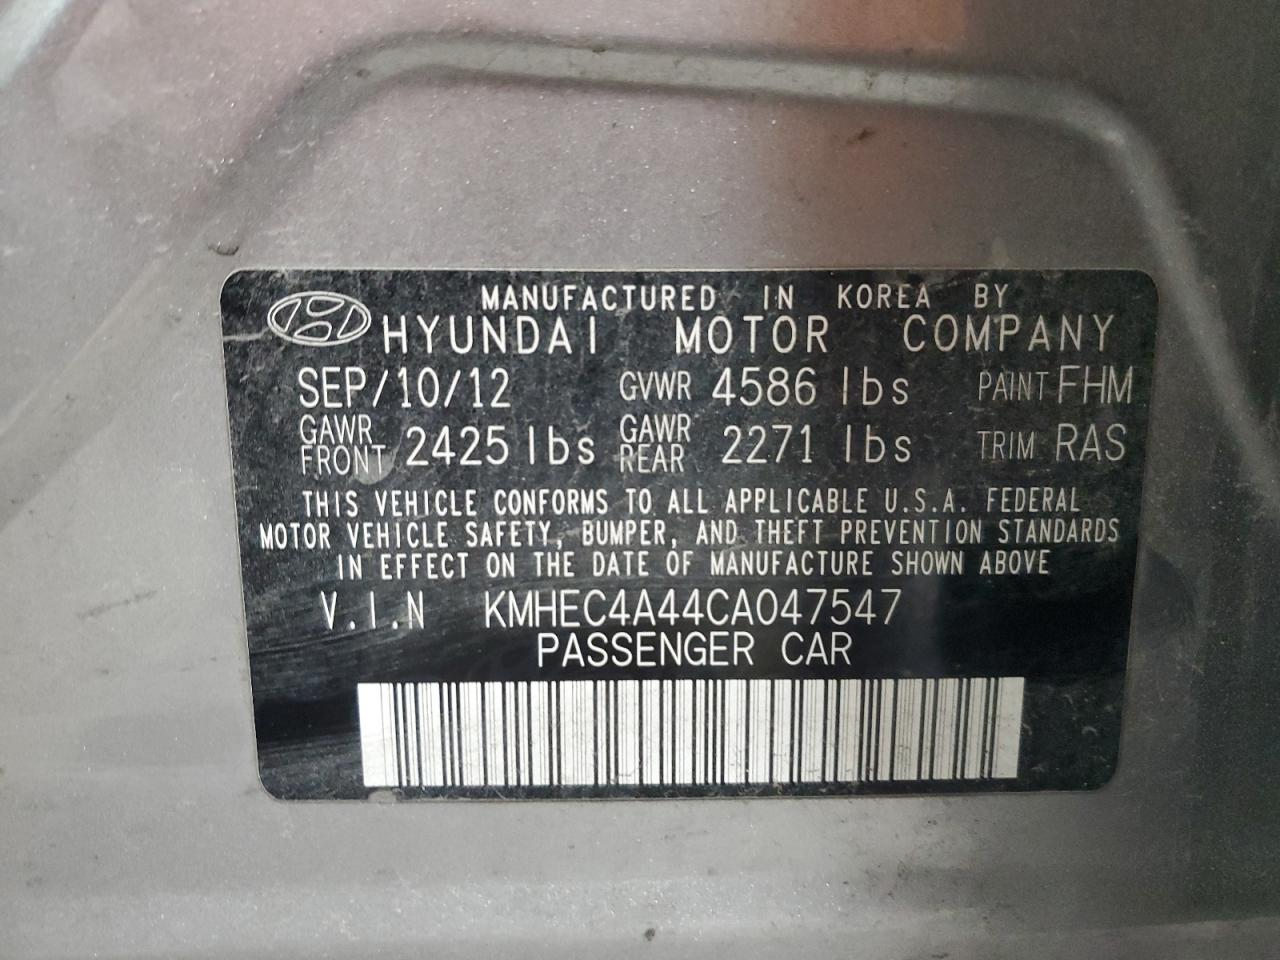 MANUFACTURED IN KOREA BY
HYUNDAI MOTOR COMPANY
SEP/10/12 GVWR 4586 lbs PAINT FHM
GAWR FRONT 2425 lbs GAWR REAR 2271 lbs TRIM RAS
THIS VEHICLE CONFORMS TO ALL APPLICABLE U.S.A. FEDERAL
MOTOR VEHICLE SAFETY, BUMPER, AND THEFT PREVENTION STANDARDS
IN EFFECT ON THE DATE OF MANUFACTURE SHOWN ABOVE
V.I.N KMHEC4A44CA047547
PASSENGER CAR